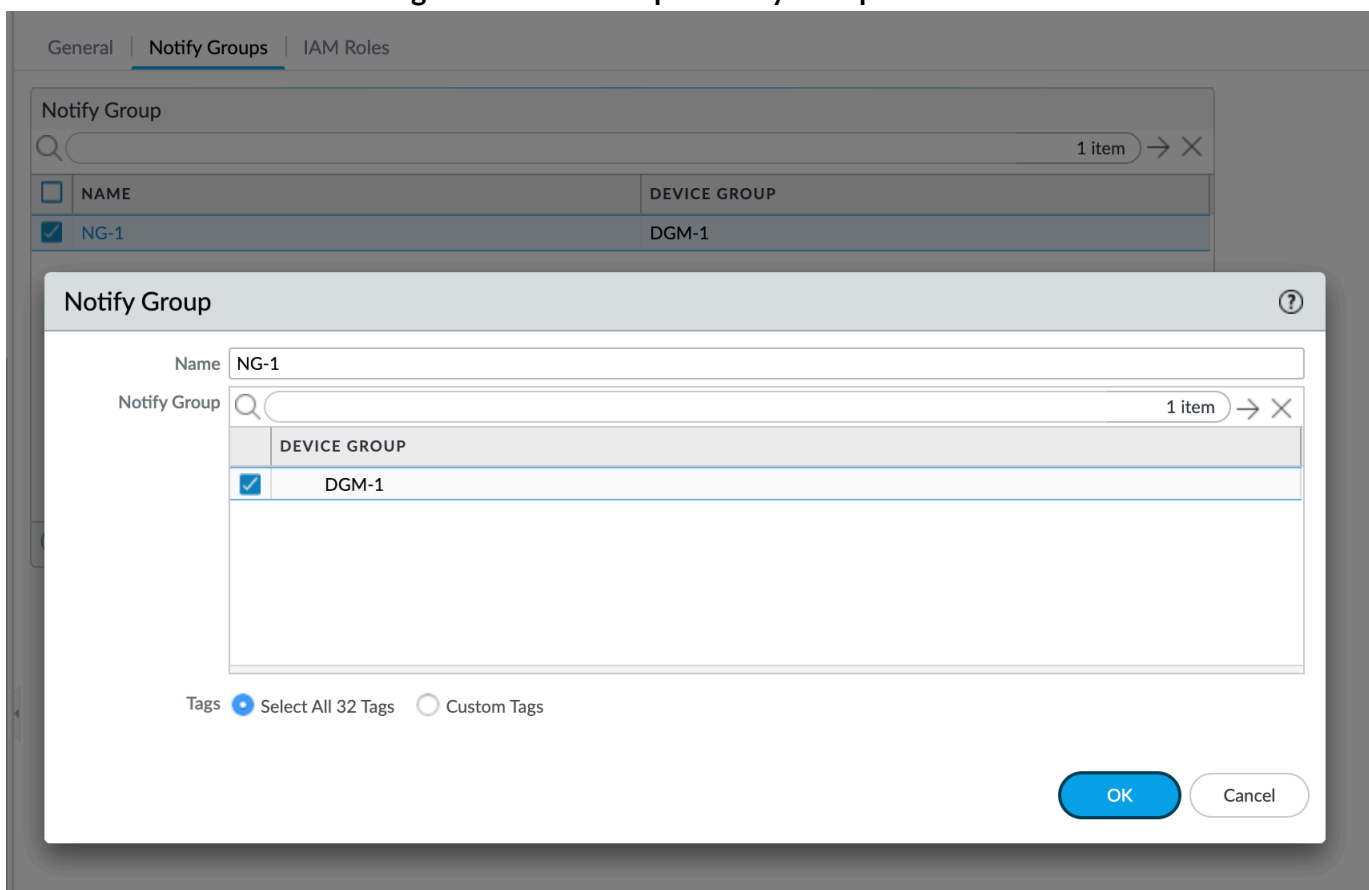 General | Notify Groups | IAM Roles
Notify Group
1 item
NAME DEVICE GROUP
NG-1 DGM-1
Notify Group ?
Name NG-1
Notify Group 1 item
DEVICE GROUP
DGM-1
Tags Select All 32 Tags Custom Tags
OK Cancel